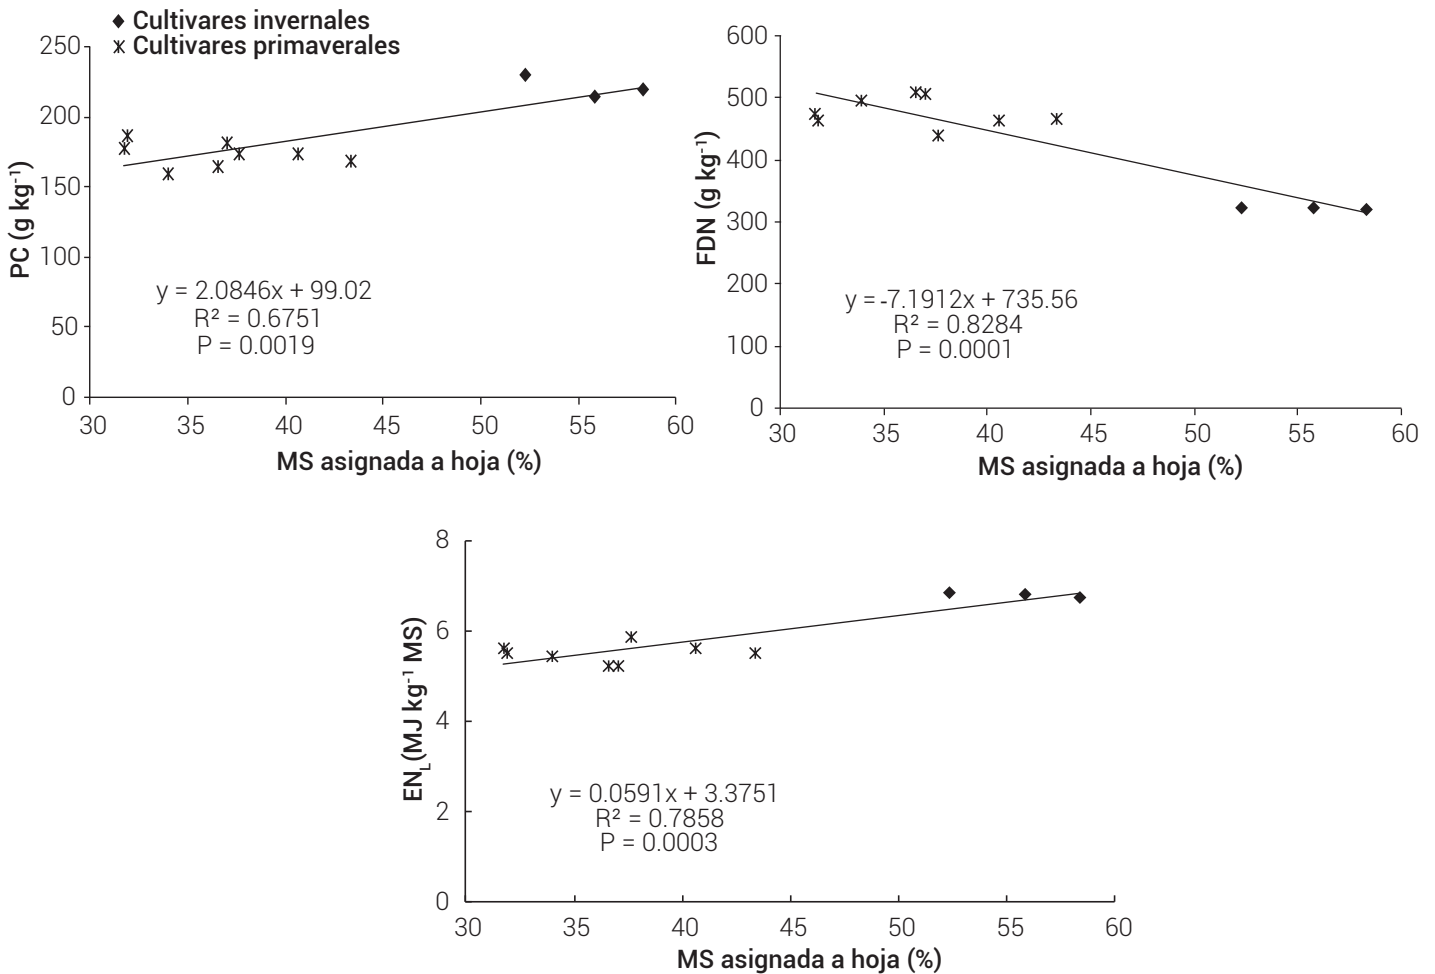 Cultivares invernales
Cultivares primaverales
250
200
150
100
50
0
PC (g kg⁻¹)
y = 2.0846x + 99.02
R² = 0.6751
P = 0.0019
30 35 40 45 50 55 60
MS asignada a hoja (%)
600
500
400
300
200
100
0
FDN (g kg⁻¹)
y = -7.1912x + 735.56
R² = 0.8284
P = 0.0001
30 35 40 45 50 55 60
MS asignada a hoja (%)
8
6
4
2
0
EN_L (MJ kg⁻¹ MS)
y = 0.0591x + 3.3751
R² = 0.7858
P = 0.0003
30 35 40 45 50 55 60
MS asignada a hoja (%)